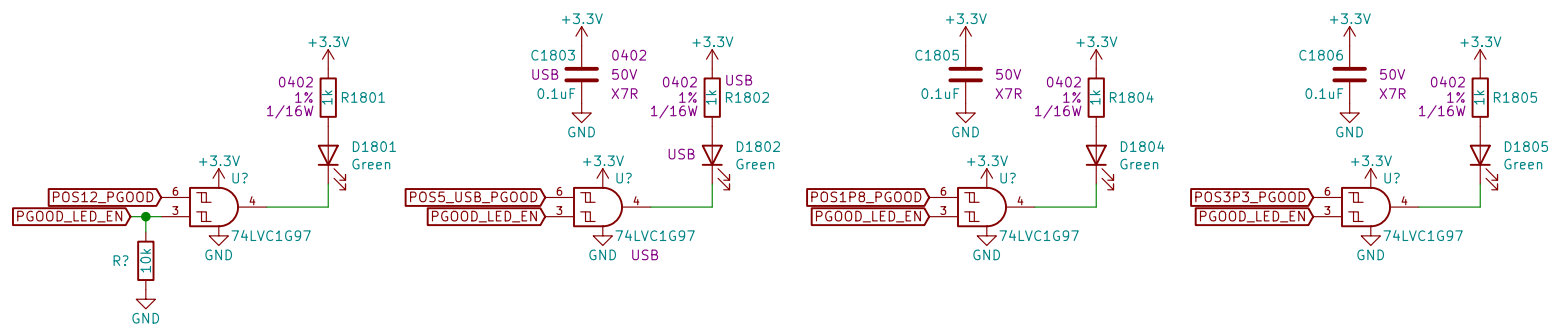 +3.3V
0402
1%
1/16W
1k
R1801
D1801
Green
+3.3V
U?
POS12_PGOOD
6
PGOOD_LED_EN
3
4
74LVC1G97
GND
R?
10k
GND
+3.3V
C1803
0402
USB
50V
0.1uF
X7R
GND
+3.3V
0402
USB
1%
1/16W
1k
R1802
USB
D1802
Green
+3.3V
U?
POS5_USB_PGOOD
6
PGOOD_LED_EN
3
4
74LVC1G97
GND
USB
+3.3V
C1805
50V
0.1uF
X7R
GND
+3.3V
0402
1%
1/16W
1k
R1804
D1804
Green
+3.3V
U?
POS1P8_PGOOD
6
PGOOD_LED_EN
3
4
74LVC1G97
GND
+3.3V
C1806
50V
0.1uF
X7R
GND
+3.3V
0402
1%
1/16W
1k
R1805
D1805
Green
+3.3V
U?
POS3P3_PGOOD
6
PGOOD_LED_EN
3
4
74LVC1G97
GND